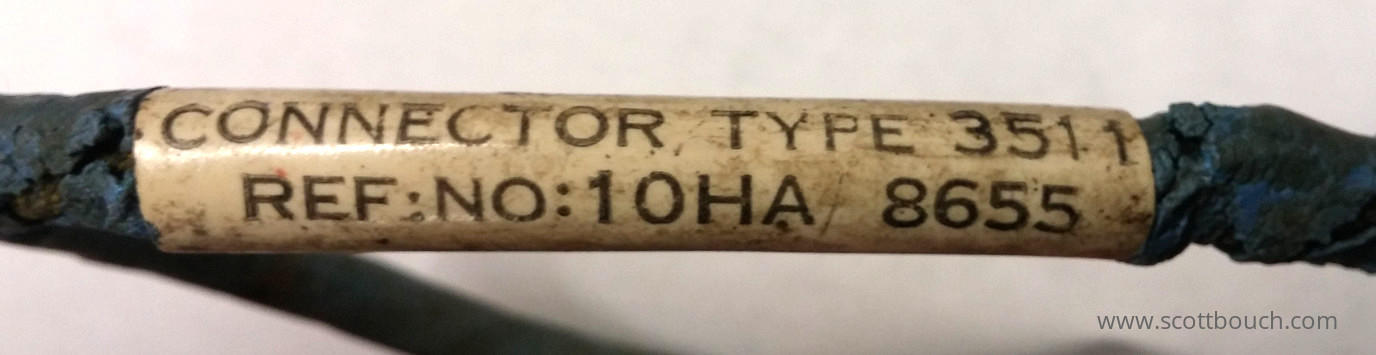 CONNECTOR TYPE 3511
REF:NO:10HA 8655
www.scottbouch.com